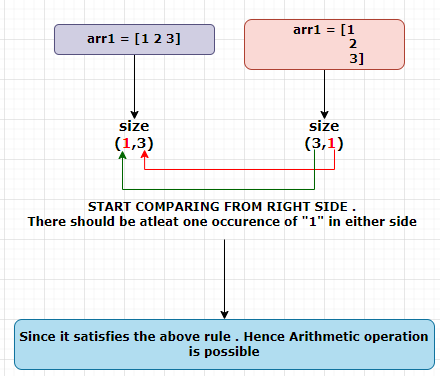 arr1 = [1 2 3]
arr1 = [1
2
3]
size
(1,3)
size
(3,1)
START COMPARING FROM RIGHT SIDE .
There should be atleat one occurence of "1" in either side
Since it satisfies the above rule . Hence Arithmetic operation
is possible